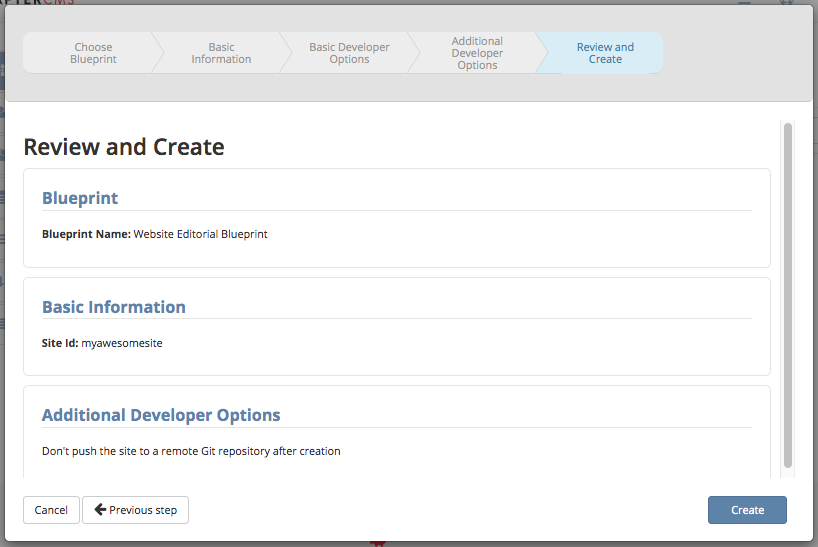 Choose
Blueprint
Basic
Information
Basic Developer
Options
Additional
Developer
Options
Review and
Create
Review and Create
Blueprint
Blueprint Name: Website Editorial Blueprint
Basic Information
Site Id: myawesomesite
Additional Developer Options
Don't push the site to a remote Git repository after creation
Cancel
Previous step
Create